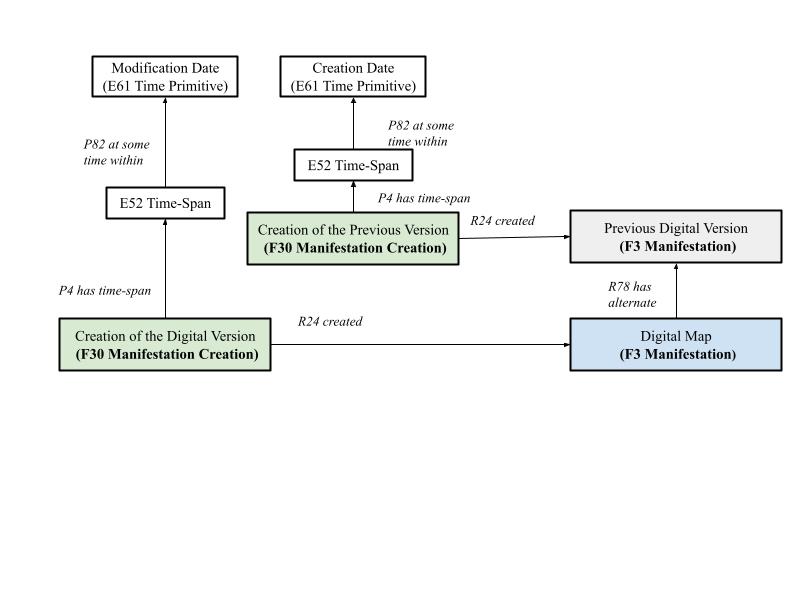 Modification Date
(E61 Time Primitive)
Creation Date
(E61 Time Primitive)
P82 at some
time within
P82 at some
time within
E52 Time-Span
E52 Time-Span
P4 has time-span
Creation of the Previous Version
(F30 Manifestation Creation)
R24 created
Previous Digital Version
(F3 Manifestation)
P4 has time-span
R78 has
alternate
Creation of the Digital Version
(F30 Manifestation Creation)
R24 created
Digital Map
(F3 Manifestation)